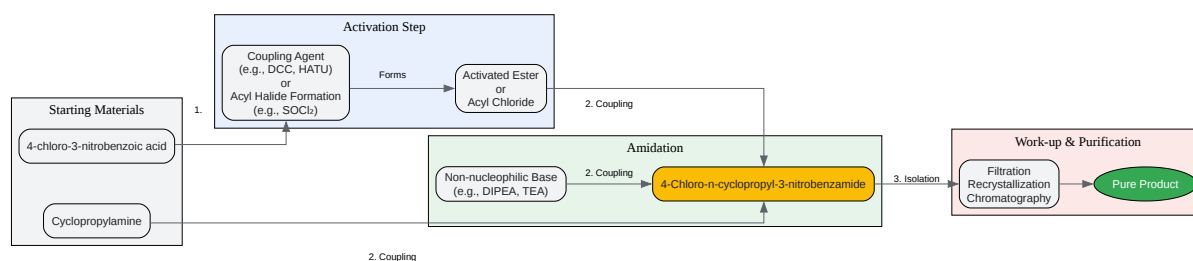 Activation Step
Coupling Agent
(e.g., DCC, HATU)
or
Acyl Halide Formation
(e.g., SOCl₂)
Forms
Activated Ester
or
Acyl Chloride
Starting Materials
4-chloro-3-nitrobenzoic acid
Cyclopropylamine
1.
2. Coupling
Amidation
Non-nucleophilic Base
(e.g., DIPEA, TEA)
2. Coupling
4-Chloro-n-cyclopropyl-3-nitrobenzamide
2. Coupling
3. Isolation
Work-up & Purification
Filtration
Recrystallization
Chromatography
Pure Product